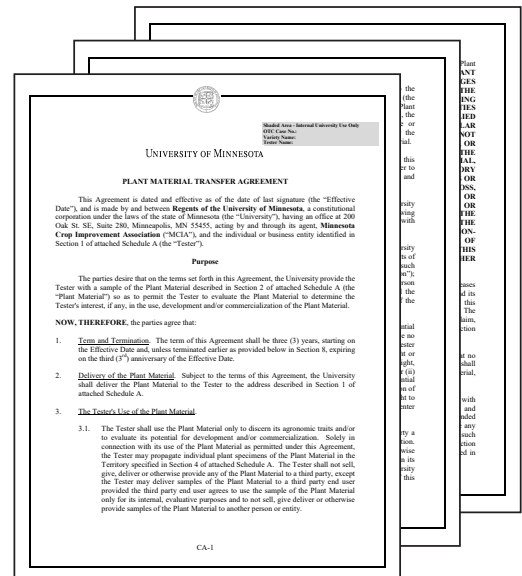 Shaded Area - Internal University Use Only
OTC Case No.:
Variety Name:
Tester Name:
UNIVERSITY OF MINNESOTA
PLANT MATERIAL TRANSFER AGREEMENT
This Agreement is dated and effective as of the date of last signature (the “Effective
Date”), and is made by and between Regents of the University of Minnesota, a constitutional
corporation under the laws of the state of Minnesota (the “University”), having an office at 200
Oak St. SE, Suite 280, Minneapolis, MN 55455, acting by and through its agent, Minnesota
Crop Improvement Association (“MCIA”), and the individual or business entity identified in
Section 1 of attached Schedule A (the “Tester”).
Purpose
The parties desire that on the terms set forth in this Agreement, the University provide the
Tester with a sample of the Plant Material described in Section 2 of attached Schedule A (the
“Plant Material”) so as to permit the Tester to evaluate the Plant Material to determine the
Tester's interest, if any, in the use, development and/or commercialization of the Plant Material.
NOW, THEREFORE, the parties agree that:
1. Term and Termination. The term of this Agreement shall be three (3) years, starting on
the Effective Date and, unless terminated earlier as provided below in Section 8, expiring
on the third (3rd) anniversary of the Effective Date.
2. Delivery of the Plant Material. Subject to the terms of this Agreement, the University
shall deliver the Plant Material to the Tester to the address described in Section 1 of
attached Schedule A.
3. The Tester's Use of the Plant Material.
3.1. The Tester shall use the Plant Material only to discern its agronomic traits and/or
to evaluate its potential for development and/or commercialization. Solely in
connection with its use of the Plant Material as permitted under this Agreement,
the Tester may propagate individual plant specimens of the Plant Material in the
Territory specified in Section 4 of attached Schedule A. The Tester shall not sell,
give, deliver or otherwise provide any of the Plant Material to a third party, except
the Tester may deliver samples of the Plant Material to a third party end user
provided the third party end user agrees to use the sample of the Plant Material
only for its internal, evaluative purposes and to not sell, give or deliver or otherwise
provide samples of the Plant Material to another person or entity.
CA-1